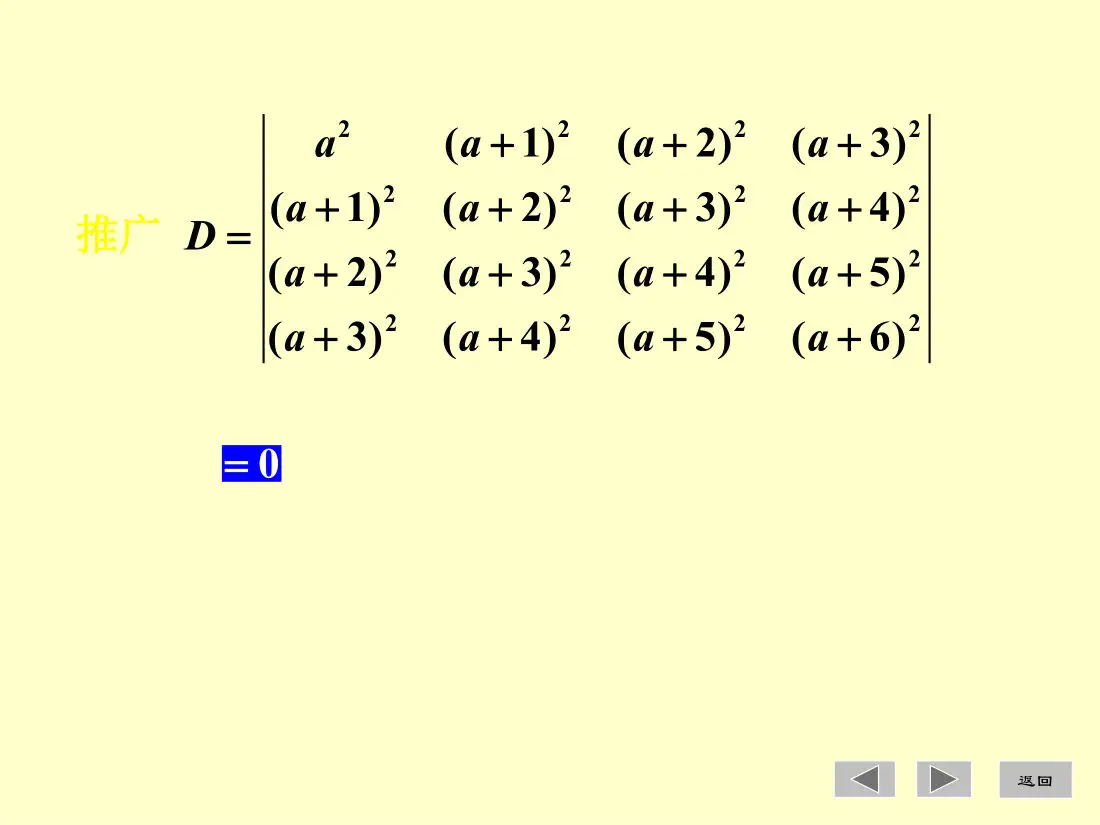 a² (a+1)² (a+2)² (a+3)²
(a+1)² (a+2)² (a+3)² (a+4)²
推广 D=
(a+2)² (a+3)² (a+4)² (a+5)²
(a+3)² (a+4)² (a+5)² (a+6)²
=0
返回